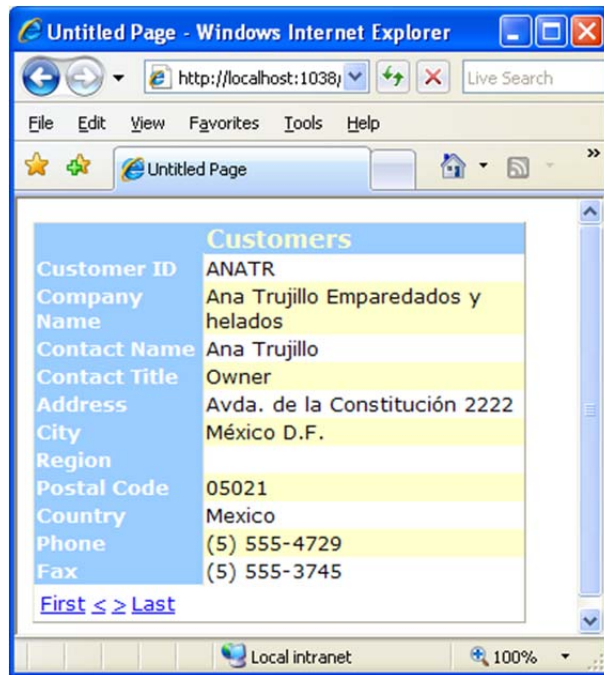 Untitled Page - Windows Internet Explorer
http://localhost:1038/
Live Search
File Edit View Favorites Tools Help
Untitled Page
»
Customers
Customer ID ANATR
Company Name Ana Trujillo Emparedados y helados
Contact Name Ana Trujillo
Contact Title Owner
Address Avda. de la Constitución 2222
City México D.F.
Region
Postal Code 05021
Country Mexico
Phone (5) 555-4729
Fax (5) 555-3745
First < > Last
Local intranet 100%